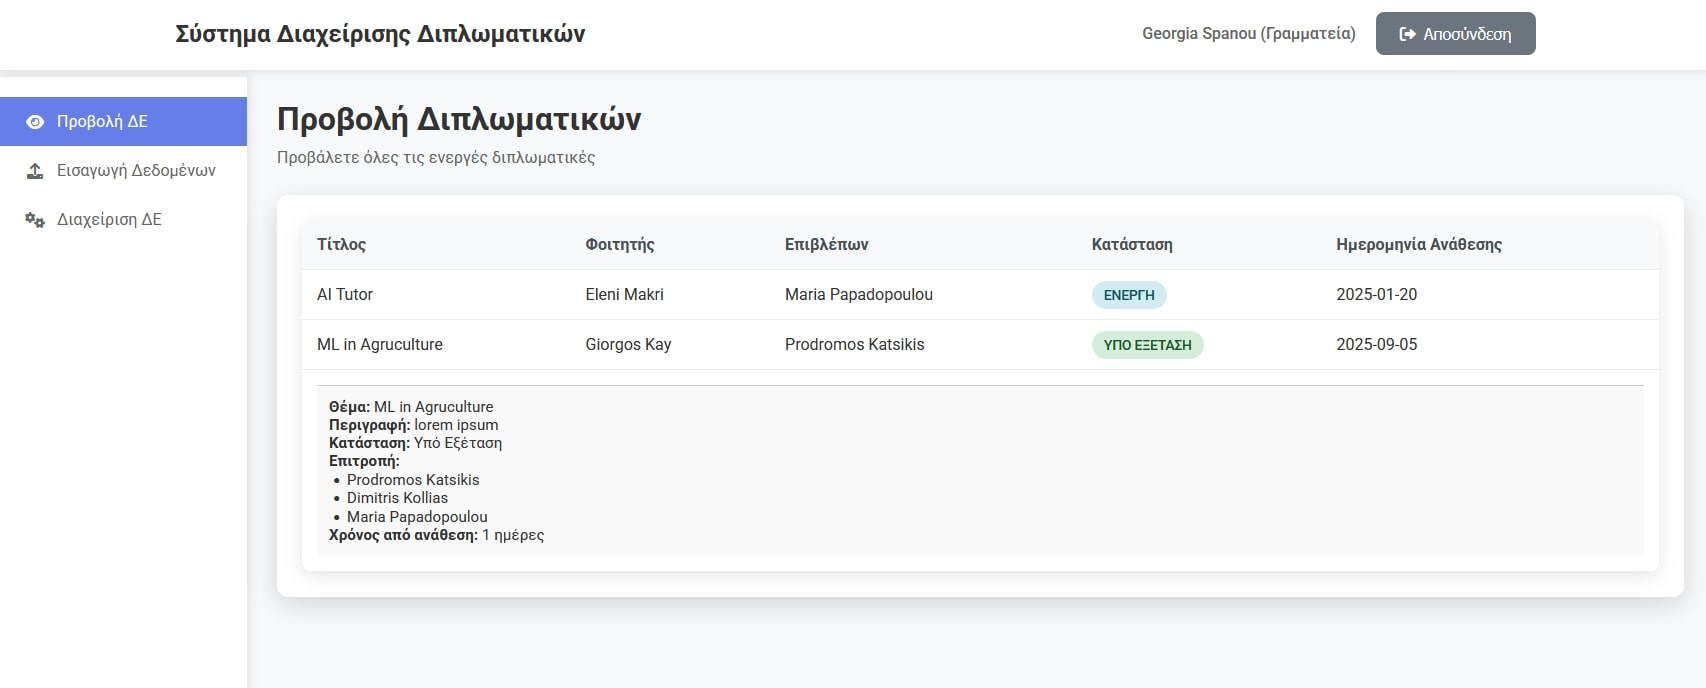 Σύστημα Διαχείρισης Διπλωματικών
Georgia Spanou (Γραμματεία)
Αποσύνδεση
Προβολή ΔΕ
Εισαγωγή Δεδομένων
Διαχείριση ΔΕ
Προβολή Διπλωματικών
Προβάλετε όλες τις ενεργές διπλωματικές
Τίτλος Φοιτητής Επιβλέπων Κατάσταση Ημερομηνία Ανάθεσης
AI Tutor Eleni Makri Maria Papadopoulou ΕΝΕΡΓΗ 2025-01-20
ML in Agruculture Giorgos Kay Prodromos Katsikis ΥΠΟ ΕΞΕΤΑΣΗ 2025-09-05
Θέμα: ML in Agruculture
Περιγραφή: lorem ipsum
Κατάσταση: Υπό Εξέταση
Επιτροπή:
• Prodromos Katsikis
• Dimitris Kollias
• Maria Papadopoulou
Χρόνος από ανάθεση: 1 ημέρες